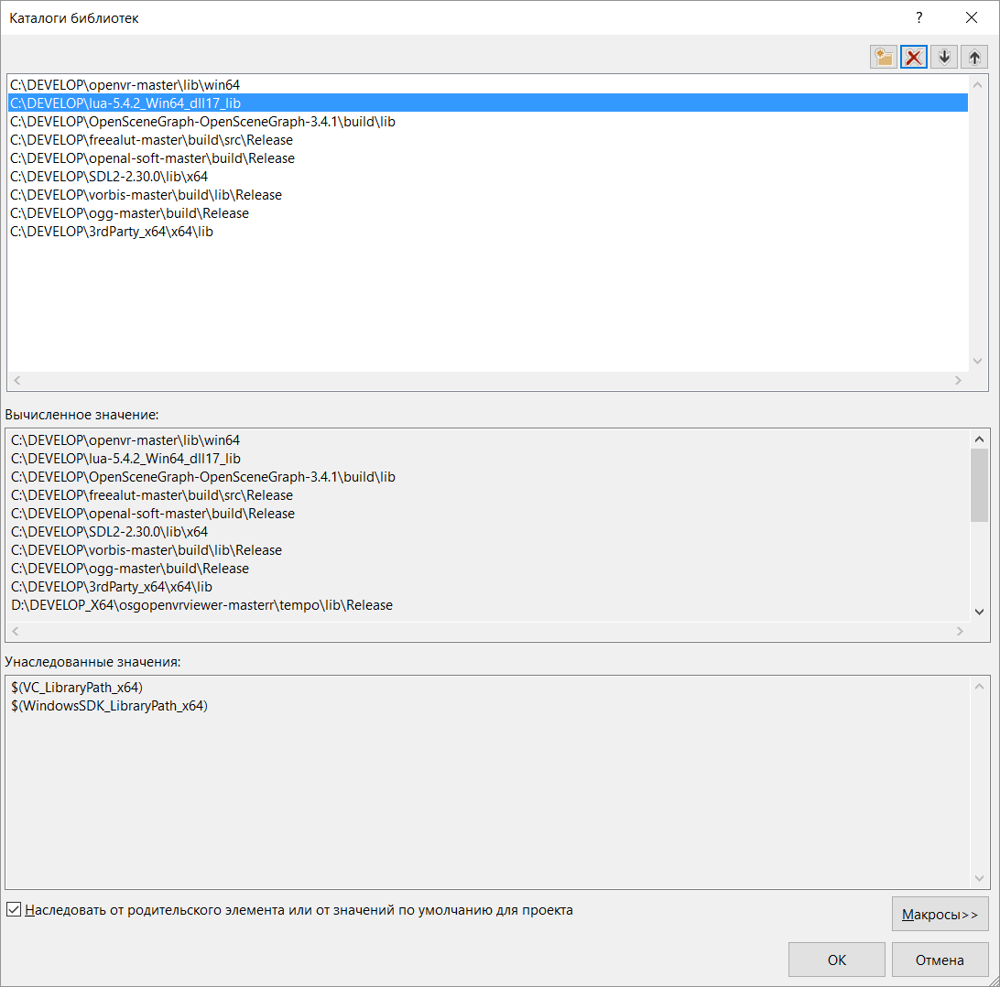 Каталоги библиотек
?
C:\DEVELOP\openvr-master\lib\win64
C:\DEVELOP\lua-5.4.2_Win64_dll17_lib
C:\DEVELOP\OpenSceneGraph-OpenSceneGraph-3.4.1\build\lib
C:\DEVELOP\freealut-master\build\src\Release
C:\DEVELOP\openal-soft-master\build\Release
C:\DEVELOP\SDL2-2.30.0\lib\x64
C:\DEVELOP\vorbis-master\build\lib\Release
C:\DEVELOP\ogg-master\build\Release
C:\DEVELOP\3rdParty_x64\x64\lib
Вычисленное значение:
C:\DEVELOP\openvr-master\lib\win64
C:\DEVELOP\lua-5.4.2_Win64_dll17_lib
C:\DEVELOP\OpenSceneGraph-OpenSceneGraph-3.4.1\build\lib
C:\DEVELOP\freealut-master\build\src\Release
C:\DEVELOP\openal-soft-master\build\Release
C:\DEVELOP\SDL2-2.30.0\lib\x64
C:\DEVELOP\vorbis-master\build\lib\Release
C:\DEVELOP\ogg-master\build\Release
C:\DEVELOP\3rdParty_x64\x64\lib
D:\DEVELOP_X64\osgopenvrviewer-masterr\tempo\lib\Release
Унаследованные значения:
$(VC_LibraryPath_x64)
$(WindowsSDK_LibraryPath_x64)
Наследовать от родительского элемента или от значений по умолчанию для проекта
Макросы>>
ОК
Отмена